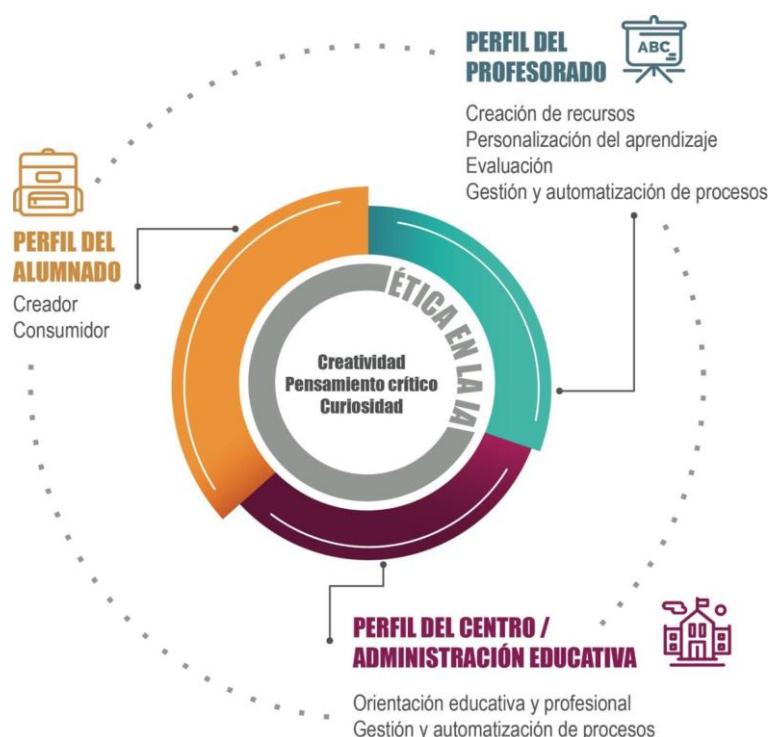 PERFIL DEL
PROFESORADO
ABC
Creación de recursos
Personalización del aprendizaje
Evaluación
Gestión y automatización de procesos
PERFIL DEL
ALUMNADO
Creador
Consumidor
ÉTICA EN LA IA
Creatividad
Pensamiento crítico
Curiosidad
PERFIL DEL CENTRO /
ADMINISTRACIÓN EDUCATIVA
Orientación educativa y profesional
Gestión y automatización de procesos